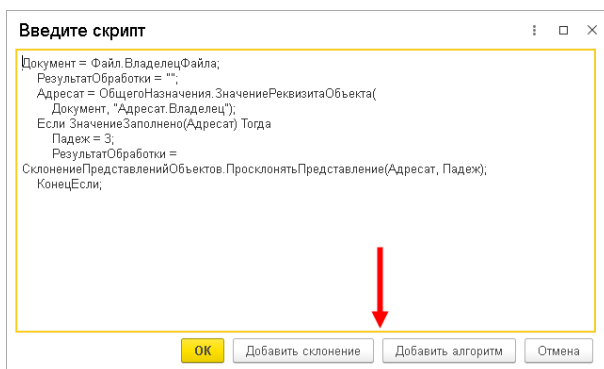 Введите скрипт
Документ = Файл.ВладелецФайла;
РезультатОбработки = "";
Адресат = ОбщегоНазначения.ЗначениеРеквизитаОбъекта(
Документ, "Адресат.Владелец");
Если ЗначениеЗаполнено(Адресат) Тогда
Падеж = 3;
РезультатОбработки =
СклонениеПредставленийОбъектов.ПросклонятьПредставление(Адресат, Падеж);
КонецЕсли;
ОК Добавить склонение Добавить алгоритм Отмена